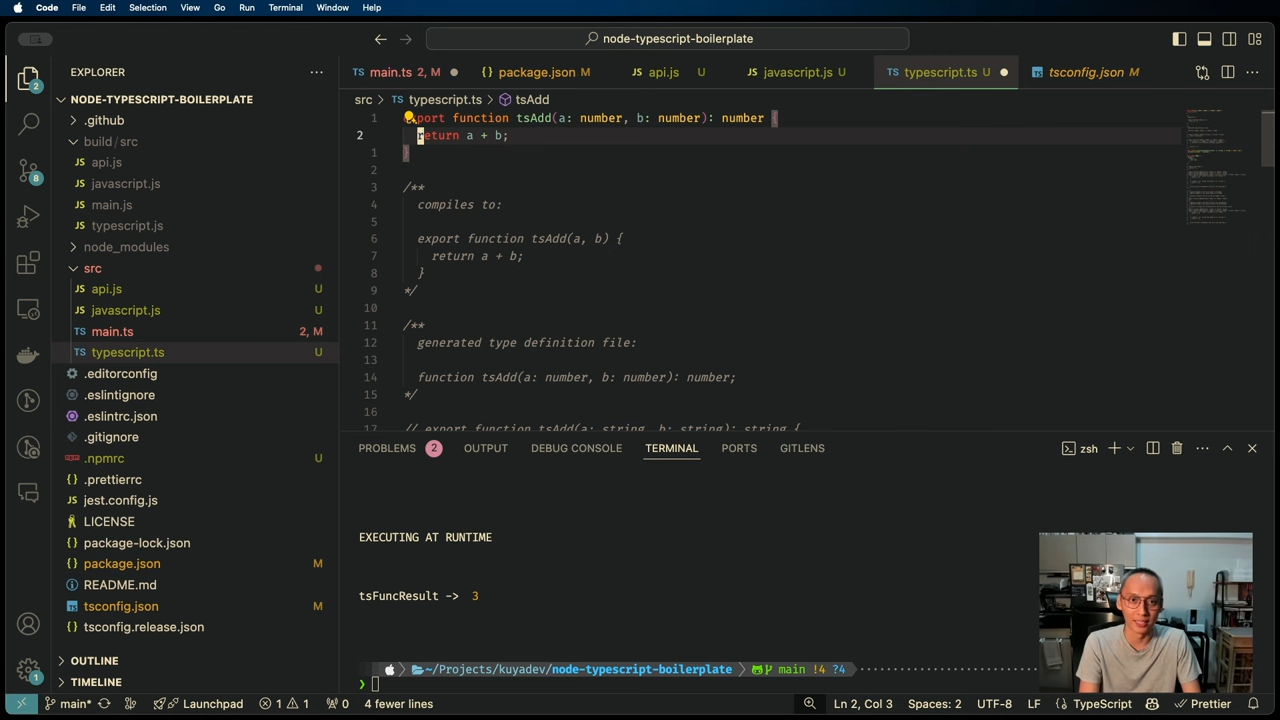 Code File Edit Selection View Go Run Terminal Window Help
node-typescript-boilerplate
EXPLORER
NODE-TYPESCRIPT-BOILERPLATE
.github
build/src
JS api.js
JS javascript.js
JS main.js
JS typescript.js
node_modules
src
JS api.js U
JS javascript.js U
TS main.ts 2, M
TS typescript.ts U
.editorconfig
.eslintignore
.eslintrc.json
.gitignore
.npmrc U
.prettierrc
jest.config.js
LICENSE
package-lock.json
package.json M
README.md
tsconfig.json M
tsconfig.release.json
OUTLINE
TIMELINE
2
8
1
TS main.ts 2, M
{} package.json M
JS api.js U
JS javascript.js U
TS typescript.ts U
TS tsconfig.json M
src > TS typescript.ts > tsAdd
1 port function tsAdd(a: number, b: number): number {
2 return a + b;
1 }
2
3 /**
4 compiles to:
5
6 export function tsAdd(a, b) {
7 return a + b;
8 }
9 */
10
11 /**
12 generated type definition file:
13
14 function tsAdd(a: number, b: number): number;
15 */
16
17 // export function tsAdd(a: string, b: string): string {
PROBLEMS 2 OUTPUT DEBUG CONSOLE TERMINAL PORTS GITLENS
zsh
EXECUTING AT RUNTIME
tsFuncResult -> 3
~/Projects/kuyadev/node-typescript-boilerplate main !4 ?4
❯
main* Launchpad 1 1 0 4 fewer lines Ln 2, Col 3 Spaces: 2 UTF-8 LF {} TypeScript Prettier